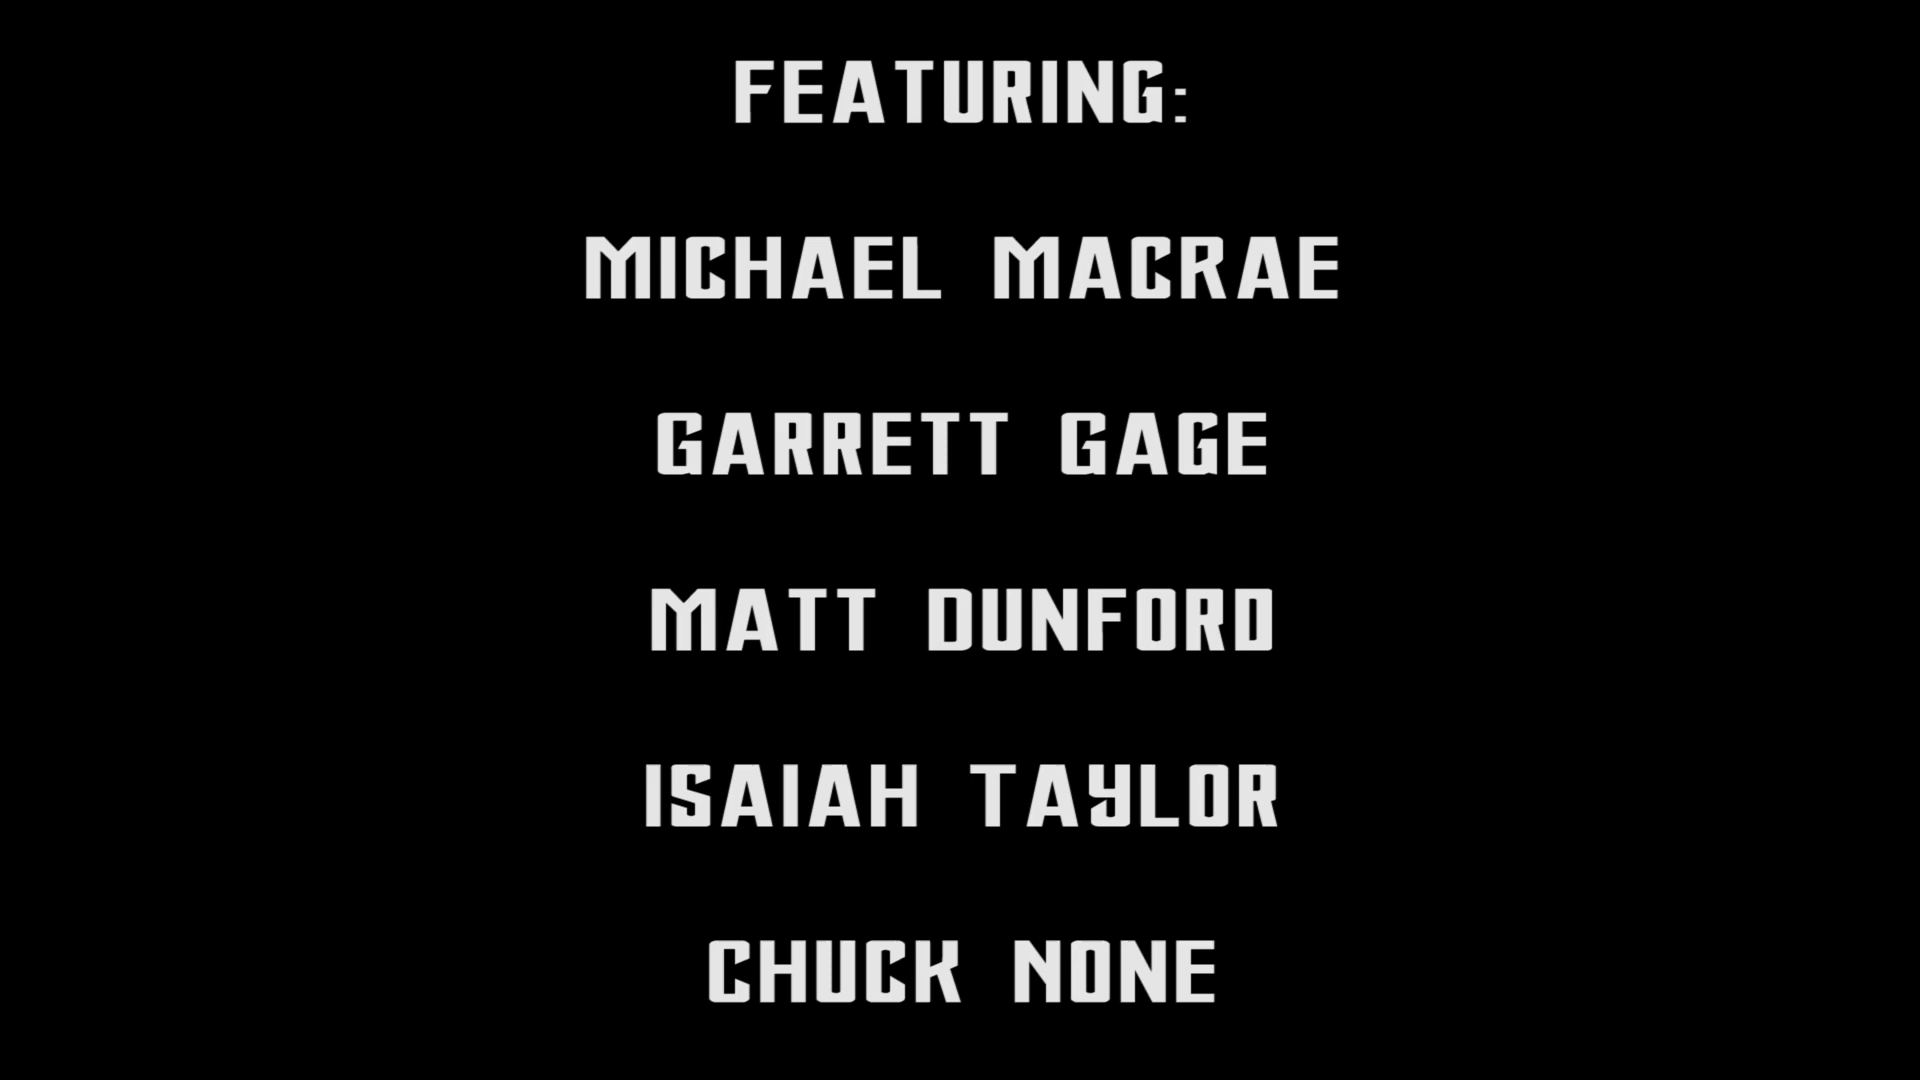 FEATURING:
MICHAEL MACRAE
GARRETT GAGE
MATT DUNFORD
ISAIAH TAYLOR
CHUCK NONE